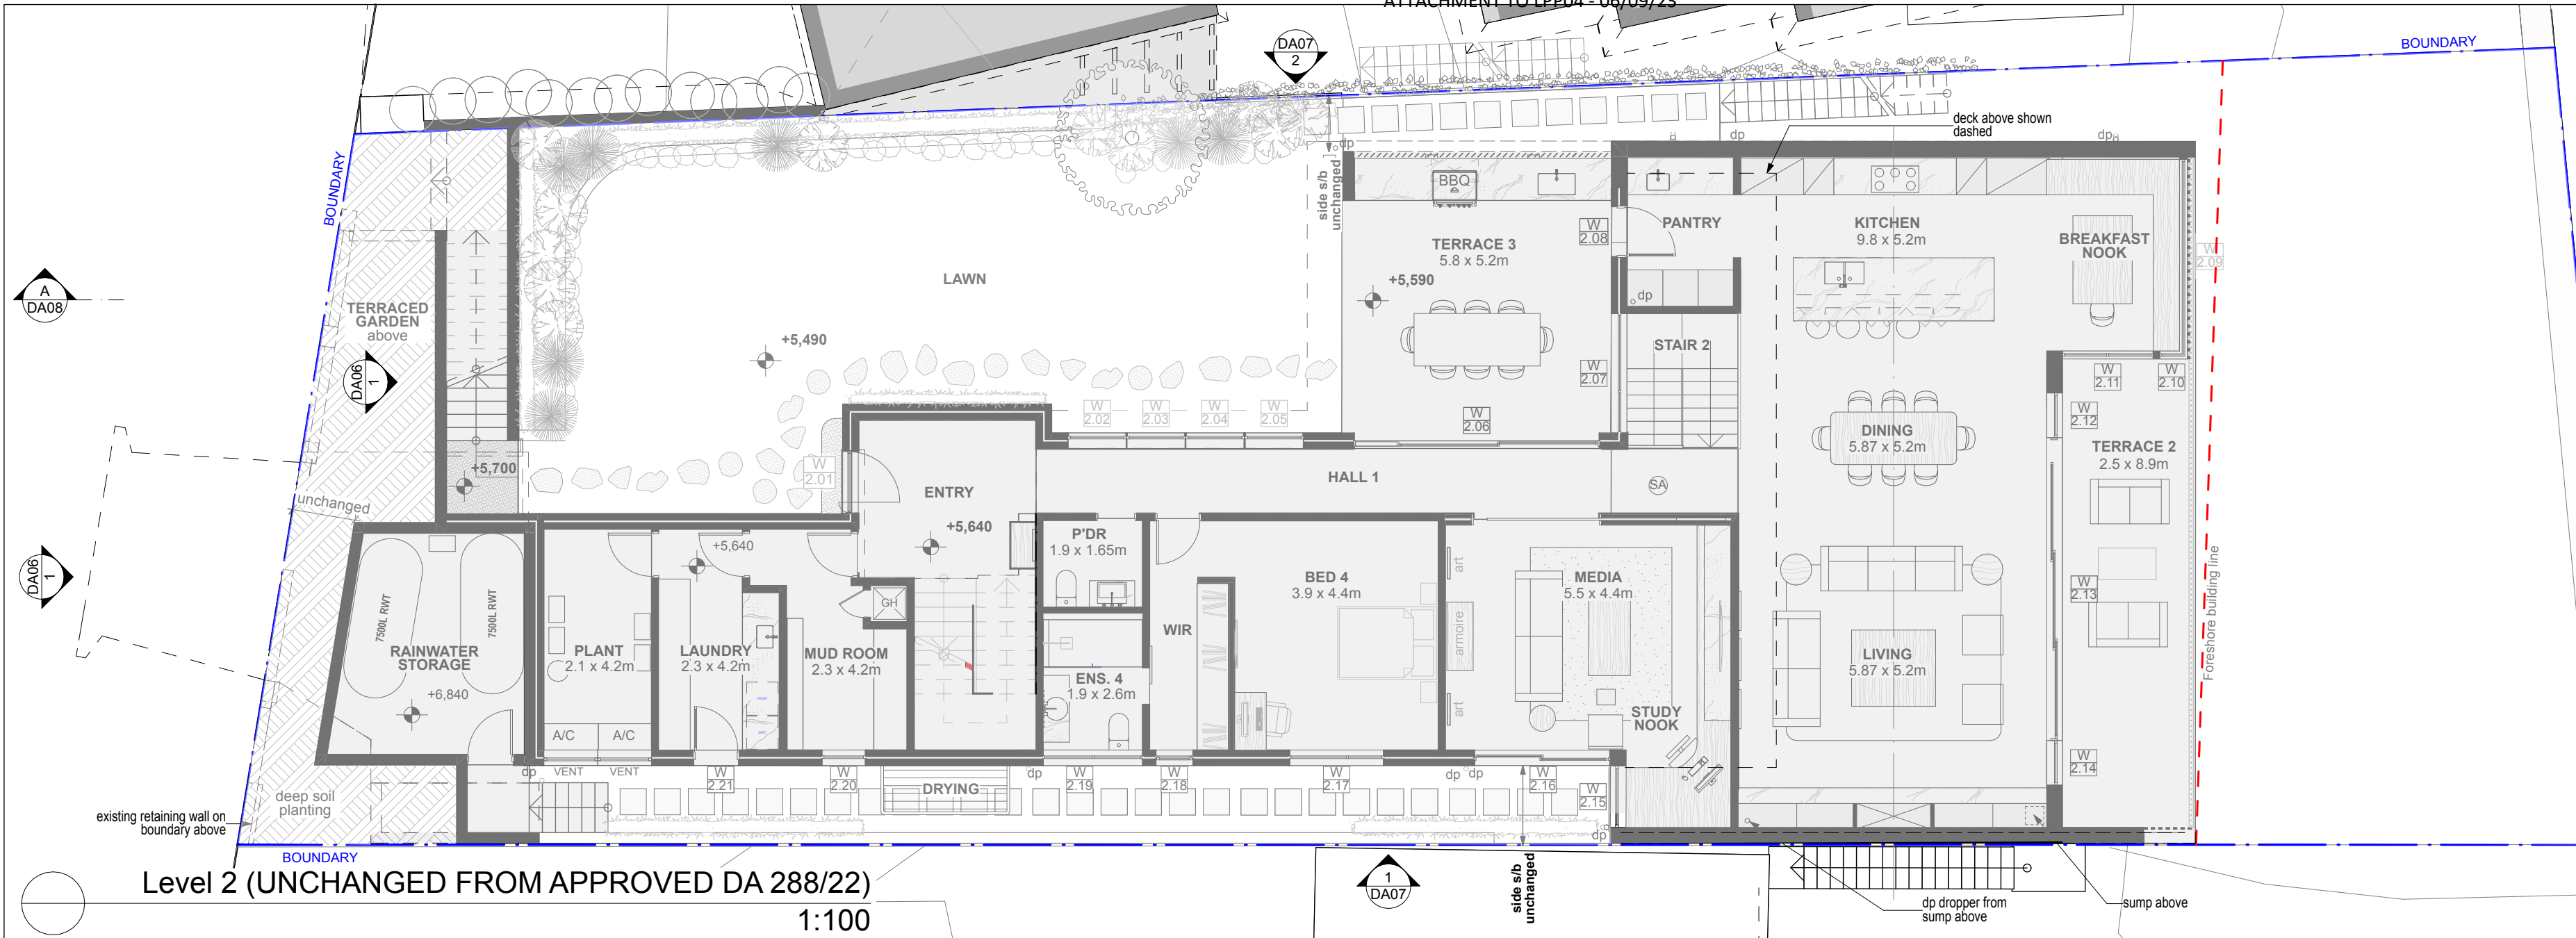 ATTACHMENT TO LPP04 - 06/09/23
DA07
2
BOUNDARY
BOUNDARY
deck above shown
dashed
dp
dp
dp
side s/b
unchanged
BBQ
A
DA08
TERRACED
GARDEN
above
LAWN
+5,490
TERRACE 3
5.8 x 5.2m
+5,590
W
2.08
PANTRY
dp
KITCHEN
9.8 x 5.2m
BREAKFAST
NOOK
W
2.09
DA06
1
W
2.02
W
2.03
W
2.04
W
2.05
W
2.06
W
2.07
STAIR 2
W
2.11
W
2.10
W
2.12
DINING
5.87 x 5.2m
TERRACE 2
2.5 x 8.9m
+5,700
W
2.01
ENTRY
+5,640
HALL 1
SA
unchanged
DA06
1
7500L RWT
7500L RWT
RAINWATER
STORAGE
+6,840
PLANT
2.1 x 4.2m
A/C
A/C
+5,640
LAUNDRY
2.3 x 4.2m
MUD ROOM
2.3 x 4.2m
GH
P'DR
1.9 x 1.65m
ENS. 4
1.9 x 2.6m
WIR
BED 4
3.9 x 4.4m
art
armoire
art
MEDIA
5.5 x 4.4m
STUDY
NOOK
LIVING
5.87 x 5.2m
W
2.13
W
2.14
Foreshore building line
deep soil
planting
existing retaining wall on
boundary above
dp
VENT
VENT
W
2.21
W
2.20
DRYING
dp
W
2.19
W
2.18
W
2.17
dp
dp
W
2.16
W
2.15
dp
BOUNDARY
Level 2 (UNCHANGED FROM APPROVED DA 288/22)
1:100
1
DA07
side s/b
unchanged
dp dropper from
sump above
sump above